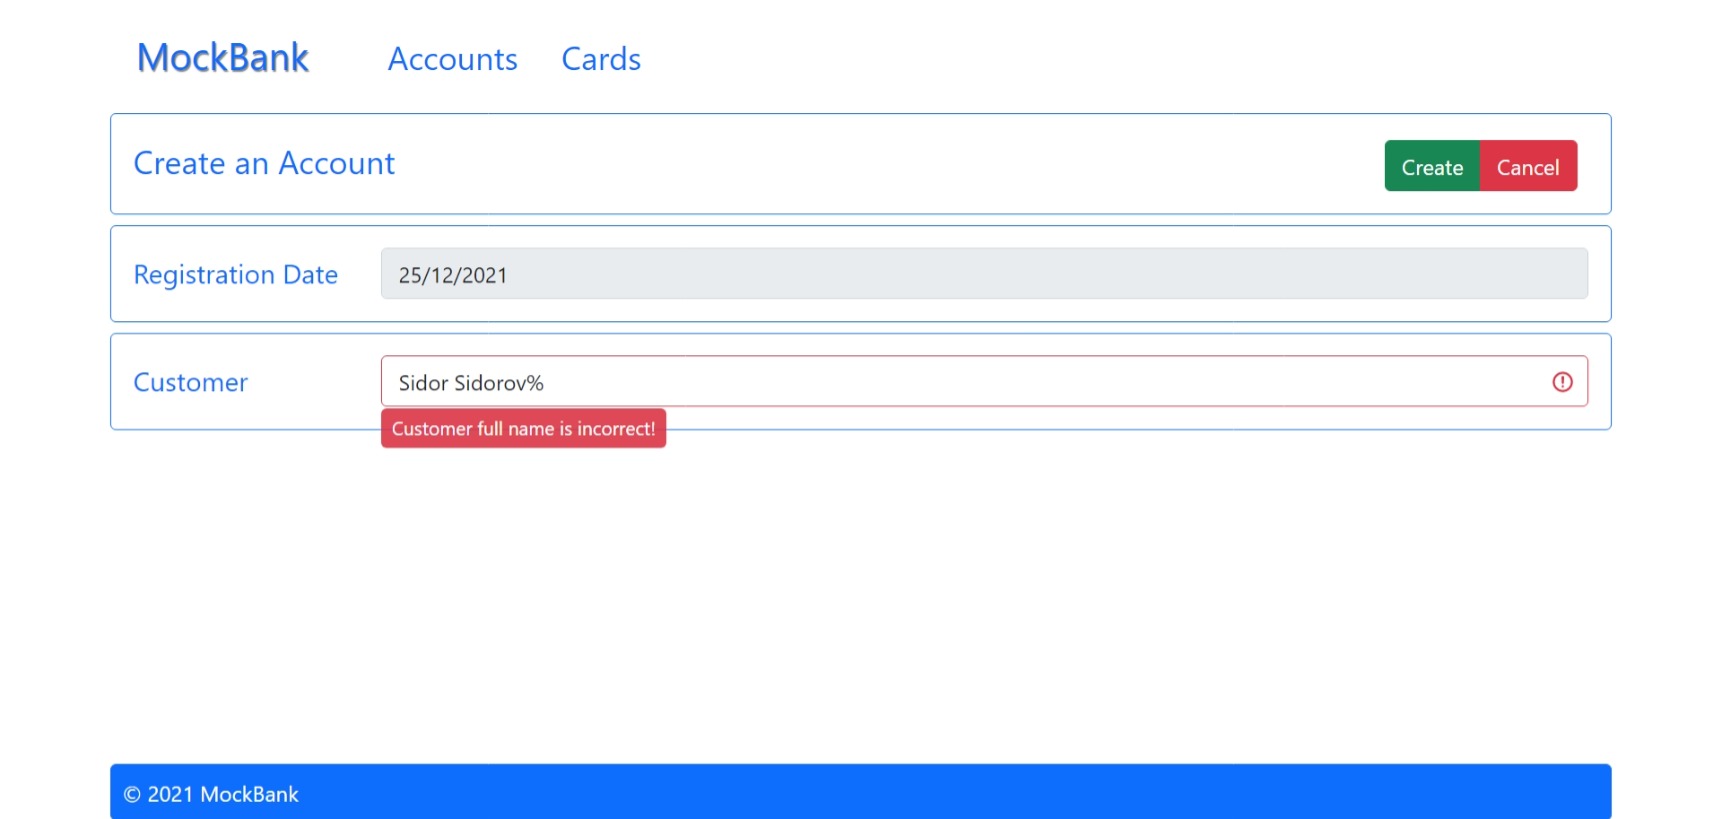 MockBank Accounts Cards
Create an Account Create Cancel
Registration Date 25/12/2021
Customer Sidor Sidorov%
Customer full name is incorrect!
© 2021 MockBank